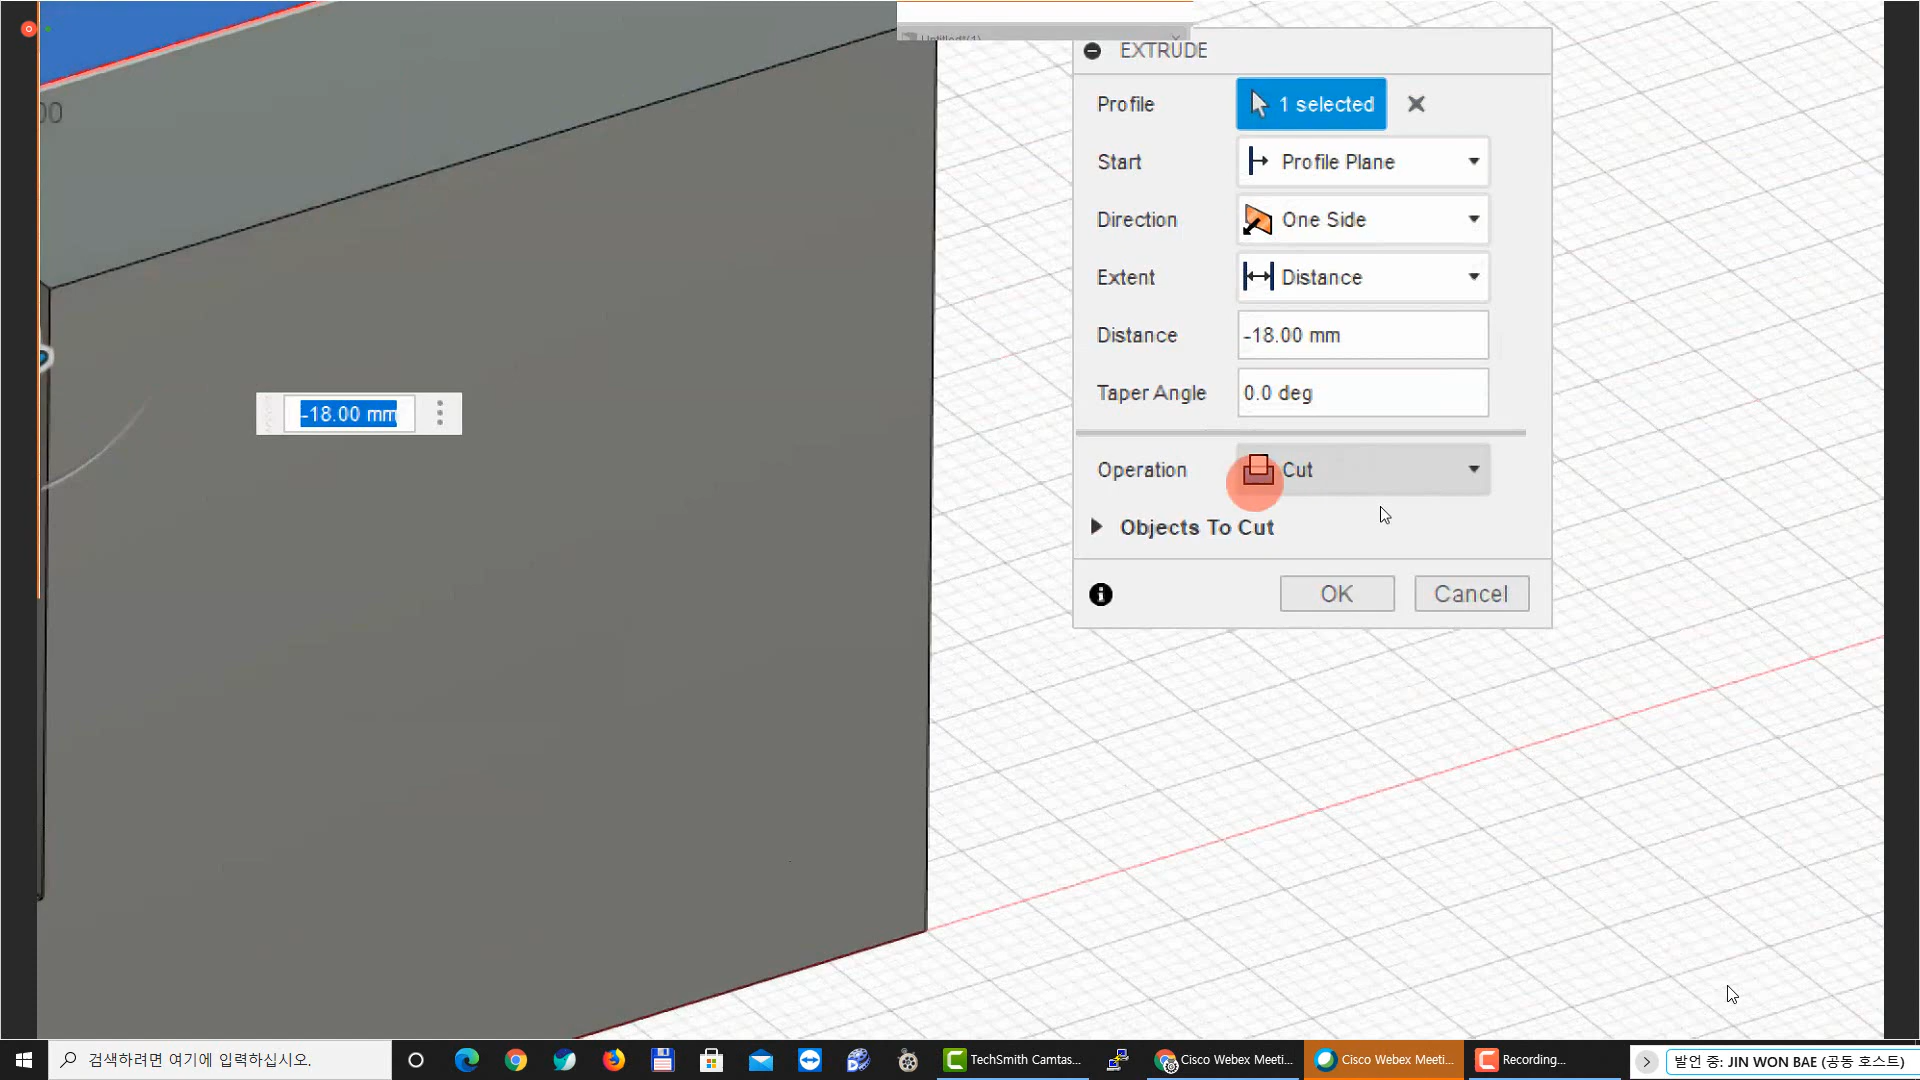 Untitled*(1)
EXTRUDE
00
Profile
1 selected
Start
Profile Plane
Direction
One Side
Extent
Distance
Distance
-18.00 mm
Taper Angle
0.0 deg
-18.00 mm
Operation
Cut
Objects To Cut
OK
Cancel
검색하려면 여기에 입력하십시오.
TechSmith Camtas...
Cisco Webex Meeti...
Cisco Webex Meeti...
Recording...
발언 중: JIN WON BAE (공동 호스트)